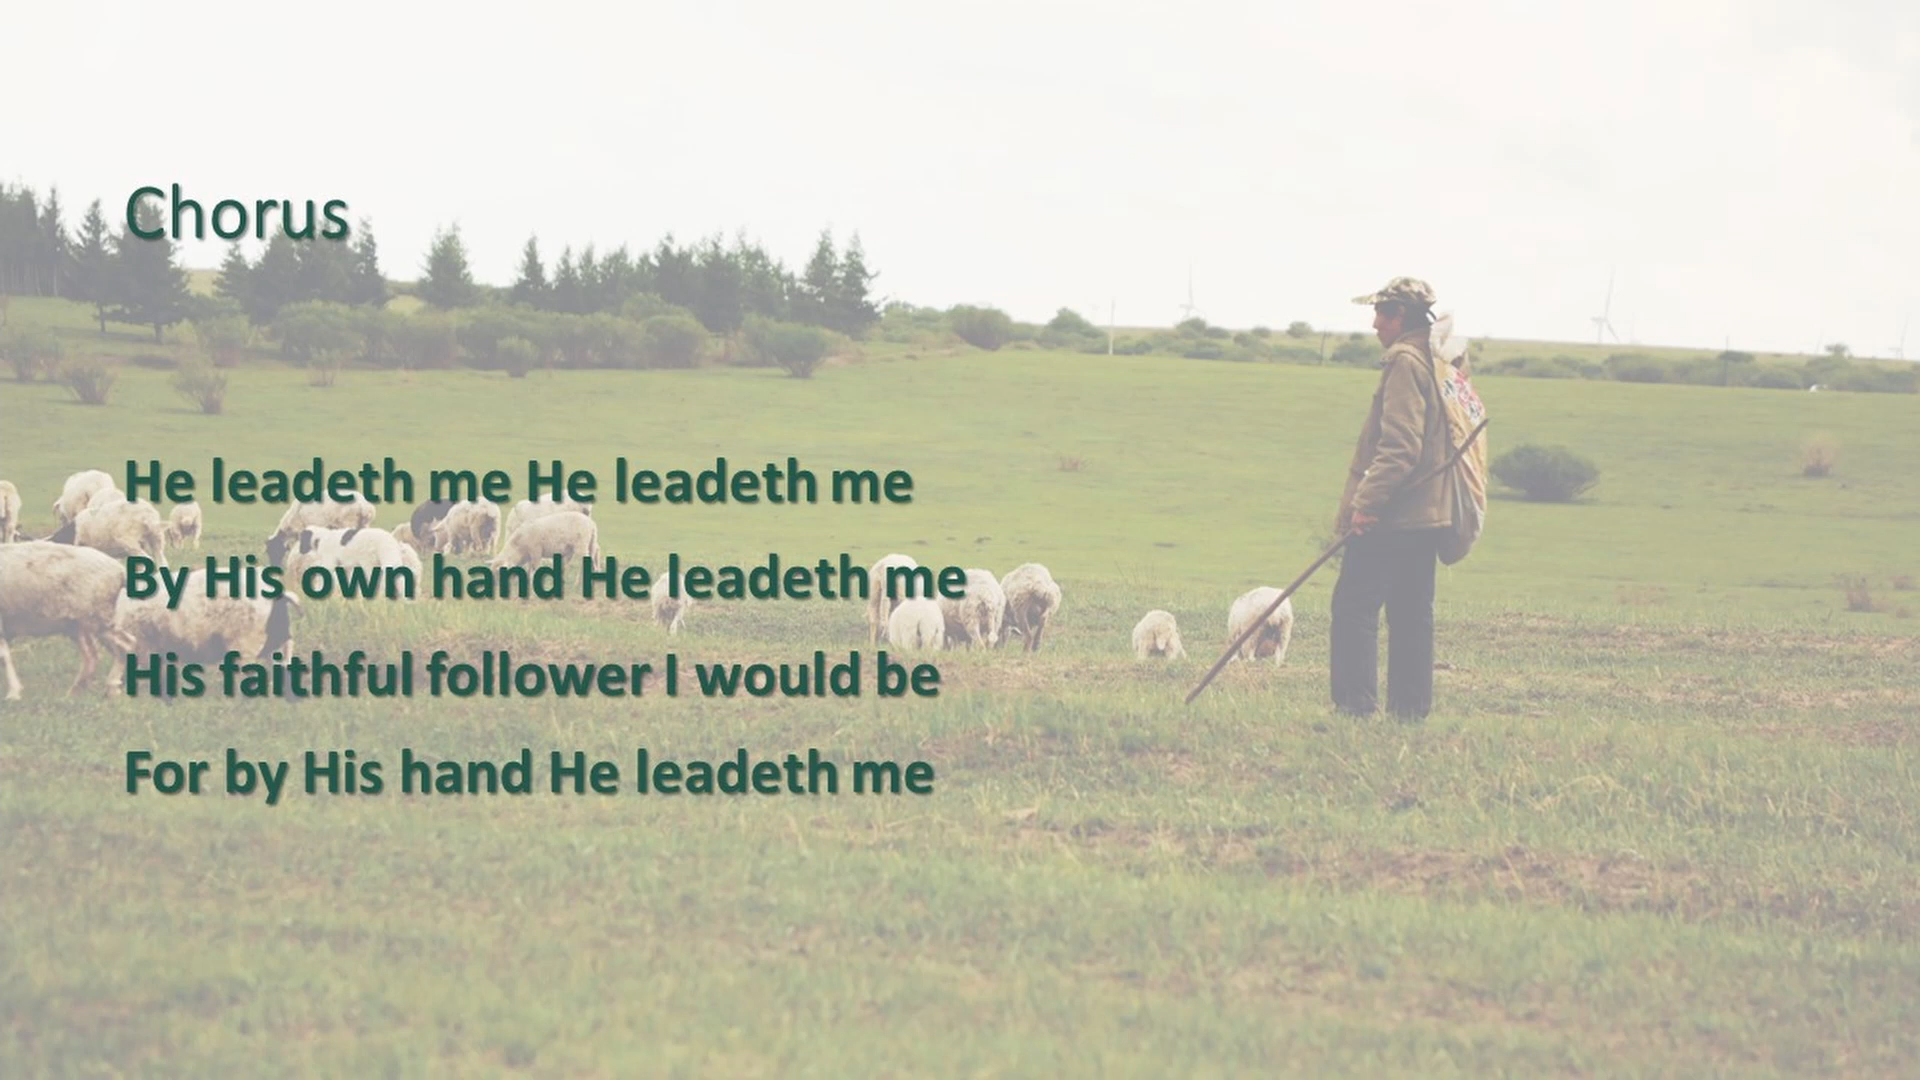 Chorus
He leadeth me He leadeth me
By His own hand He leadeth me
His faithful follower I would be
For by His hand He leadeth me